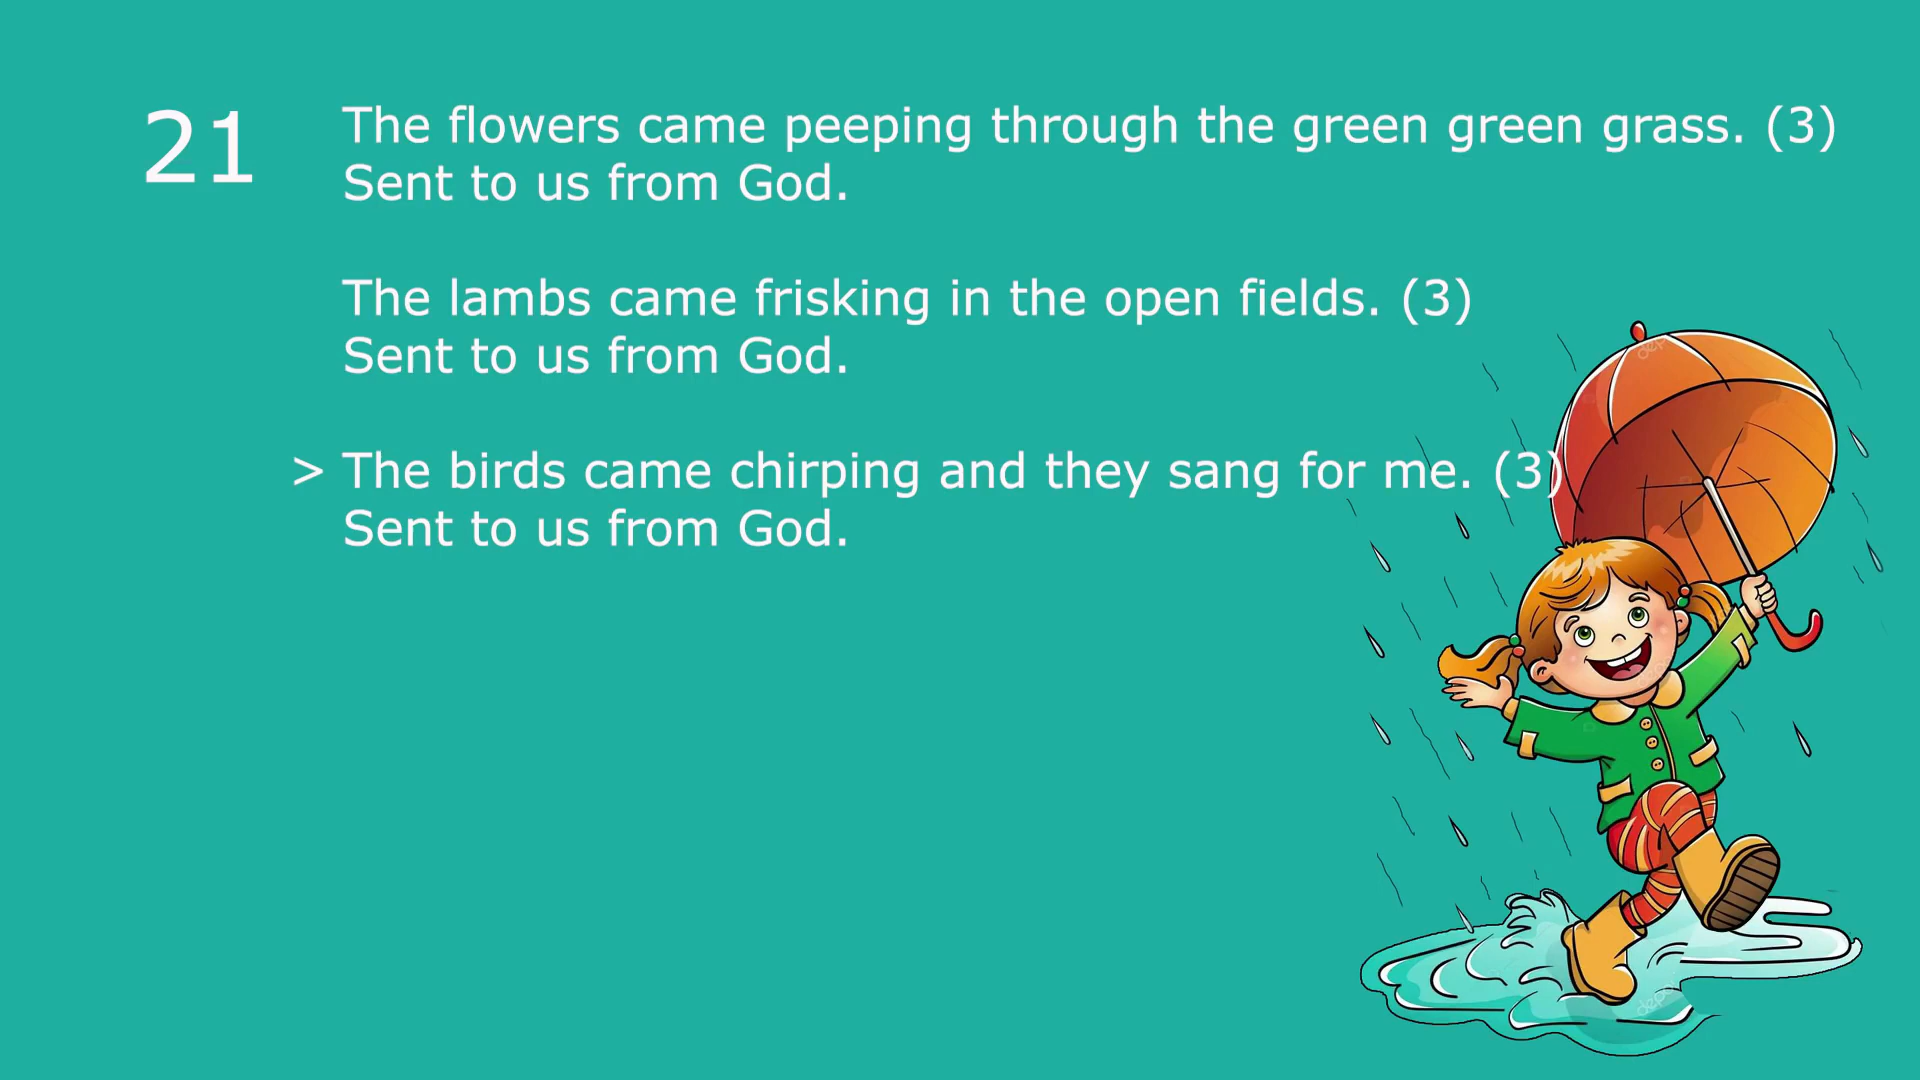 21
The flowers came peeping through the green green grass. (3)
Sent to us from God.
The lambs came frisking in the open fields. (3)
Sent to us from God.
> The birds came chirping and they sang for me. (3)
Sent to us from God.